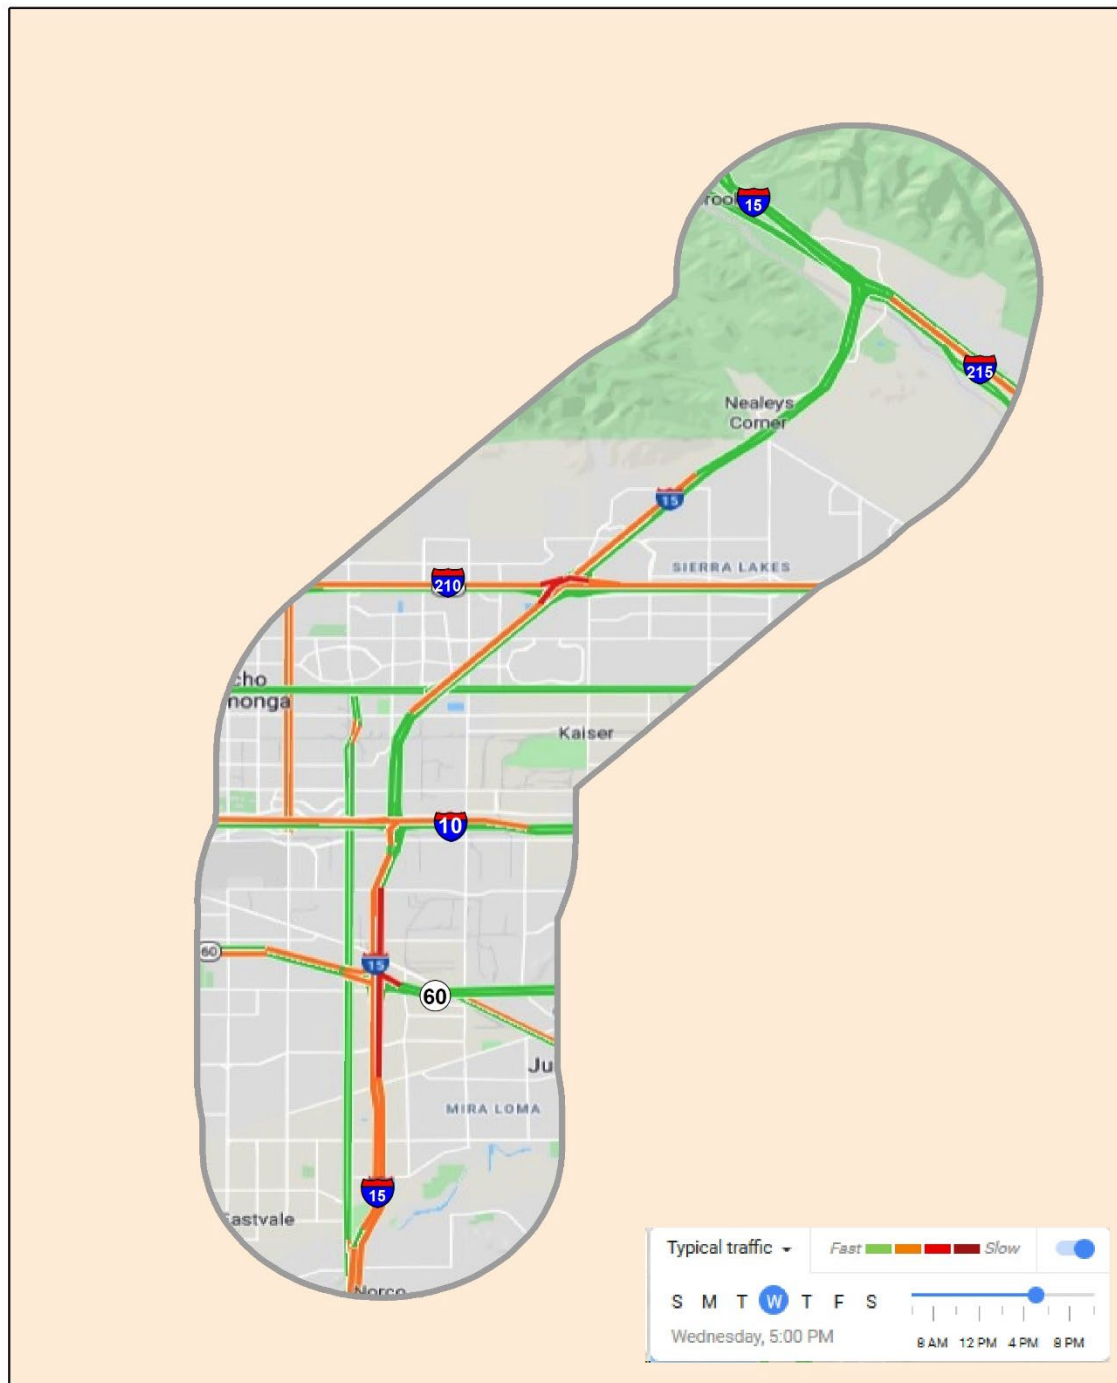 15
215
Nealeys
Corner
15
SIERRA LAKES
210
cho
monga
Kaiser
10
60
15
60
Ju
MIRA LOMA
15
Eastvale
Norco
Typical traffic
Fast
Slow
S M T W T F S
Wednesday, 5:00 PM
8 AM 12 PM 4 PM 8 PM